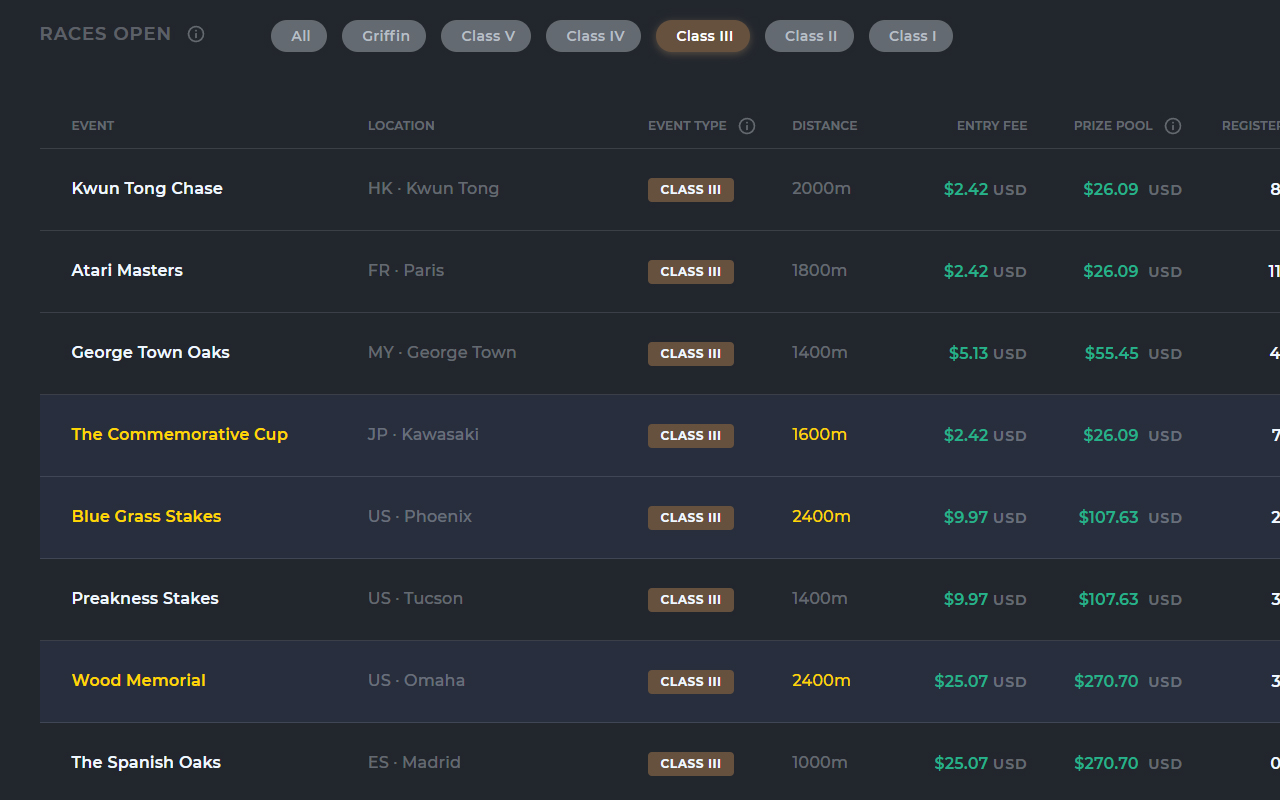 RACES OPEN All Griffin Class V Class IV Class III Class II Class I
EVENT LOCATION EVENT TYPE DISTANCE ENTRY FEE PRIZE POOL
Kwun Tong Chase HK · Kwun Tong CLASS III 2000m $2.42 USD $26.09 USD 8
Atari Masters FR · Paris CLASS III 1800m $2.42 USD $26.09 USD 11
George Town Oaks MY · George Town CLASS III 1400m $5.13 USD $55.45 USD 4
The Commemorative Cup JP · Kawasaki CLASS III 1600m $2.42 USD $26.09 USD 7
Blue Grass Stakes US · Phoenix CLASS III 2400m $9.97 USD $107.63 USD 2
Preakness Stakes US · Tucson CLASS III 1400m $9.97 USD $107.63 USD 3
Wood Memorial US · Omaha CLASS III 2400m $25.07 USD $270.70 USD 3
The Spanish Oaks ES · Madrid CLASS III 1000m $25.07 USD $270.70 USD 0